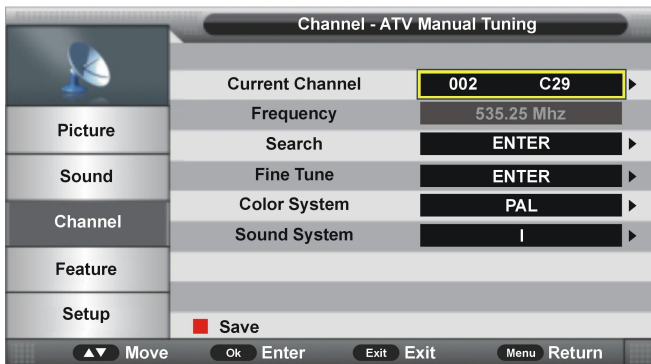 Channel - ATV Manual Tuning
Current Channel 002 C29
Frequency 535.25 Mhz
Search ENTER
Fine Tune ENTER
Color System PAL
Sound System I
Picture
Sound
Channel
Feature
Setup
Save
Move Ok Enter Exit Exit Menu Return